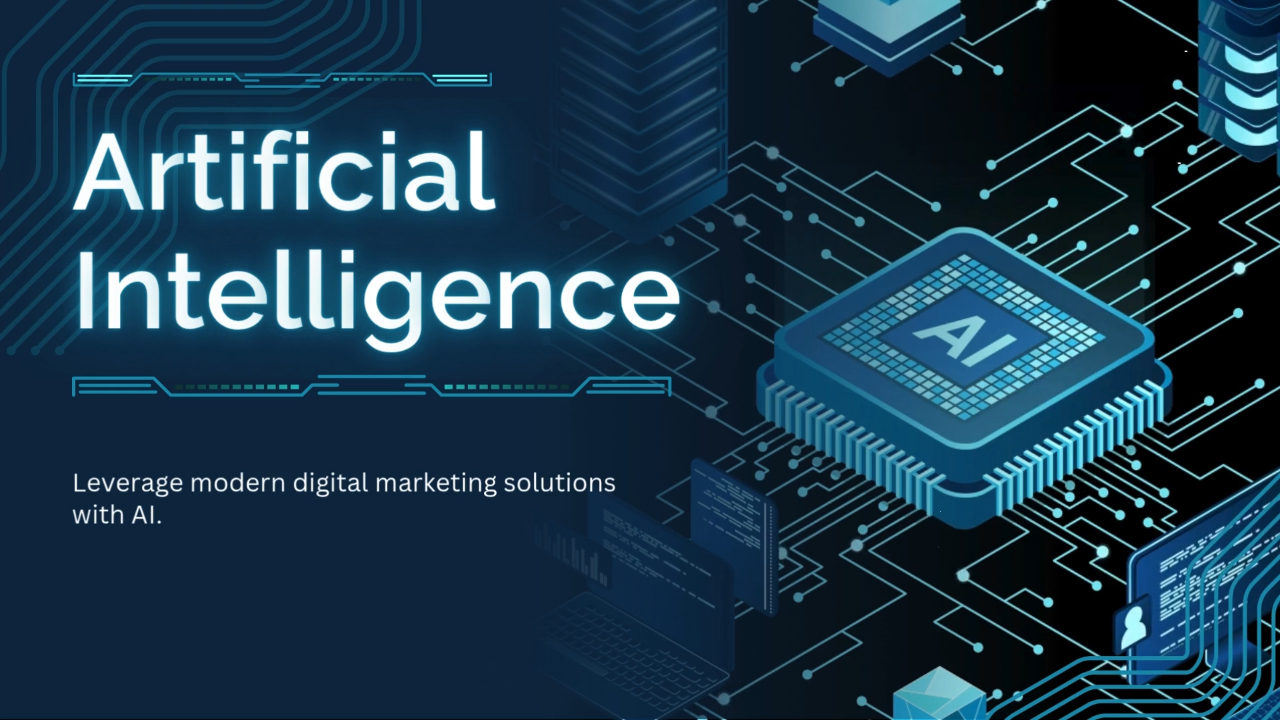 Artificial
Intelligence
Leverage modern digital marketing solutions
with AI.
AI